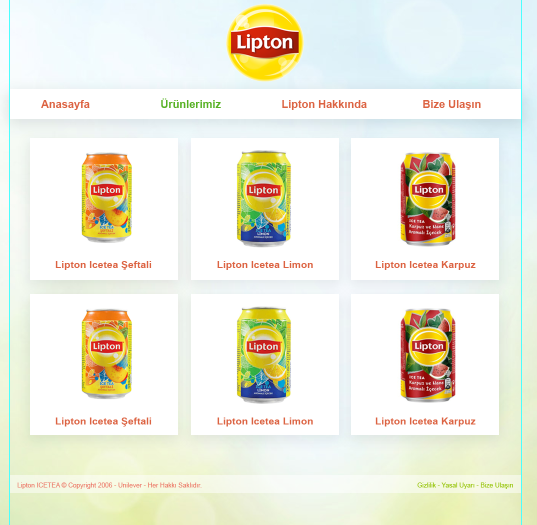 Lipton
Anasayfa Ürünlerimiz Lipton Hakkında Bize Ulaşın
Lipton Lipton Lipton
ICE TEA
Karpuz ve Nane
Aromalı İçecek
Lipton Icetea Şeftali Lipton Icetea Limon Lipton Icetea Karpuz
Lipton Lipton Lipton
ICE TEA
Karpuz ve Nane
Aromalı İçecek
Lipton Icetea Şeftali Lipton Icetea Limon Lipton Icetea Karpuz
Lipton ICETEA © Copyright 2006 - Unilever - Her Hakkı Saklıdır. Gizlilik - Yasal Uyarı - Bize Ulaşın